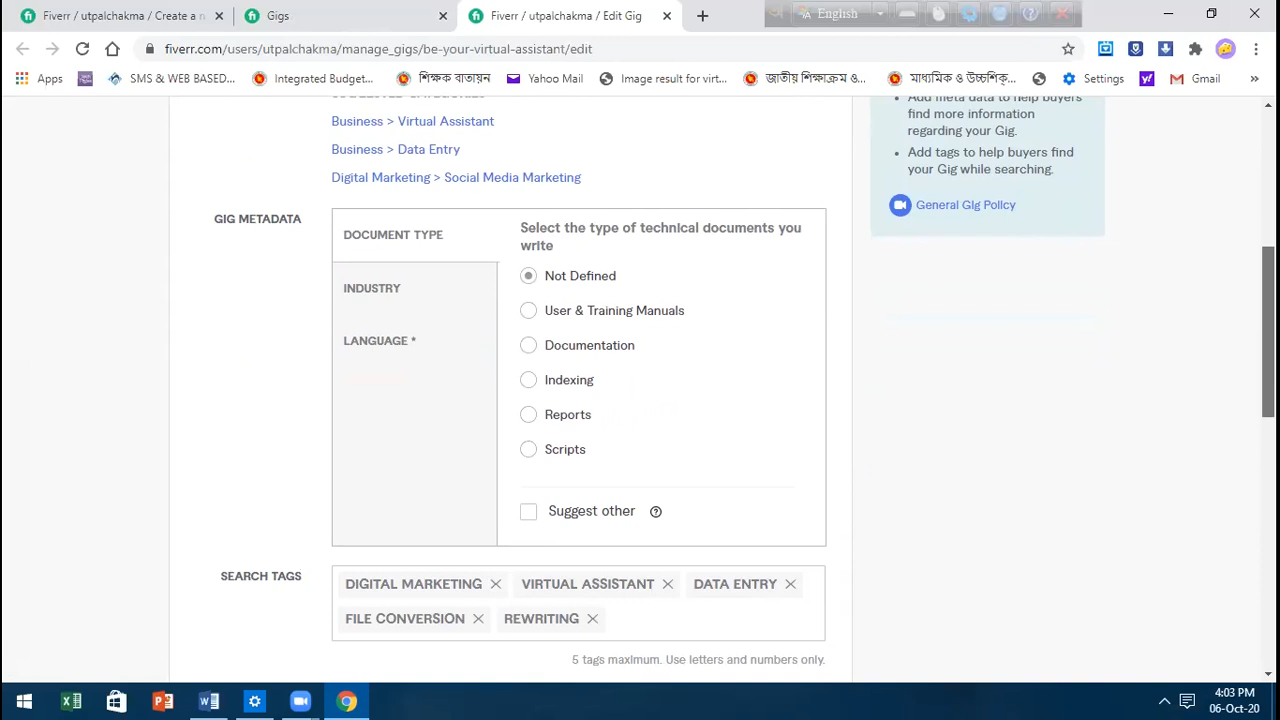 Fiverr / utpalchakma / Create a n
Gigs
Fiverr / utpalchakma / Edit Gig
English
fiverr.com/users/utpalchakma/manage_gigs/be-your-virtual-assistant/edit
Apps
SMS & WEB BASED...
Integrated Budget...
শিক্ষক বাতায়ন
Yahoo Mail
Image result for virt...
জাতীয় শিক্ষাক্রম ও...
মাধ্যমিক ও উচ্চশিক্...
Settings
Gmail
SUGGESTED CATEGORIES
Business > Virtual Assistant
Business > Data Entry
Digital Marketing > Social Media Marketing
• Add meta data to help buyers
find more information
regarding your Gig.
• Add tags to help buyers find
your Gig while searching.
General Gig Policy
GIG METADATA
DOCUMENT TYPE
INDUSTRY
LANGUAGE *
Select the type of technical documents you
write
Not Defined
User & Training Manuals
Documentation
Indexing
Reports
Scripts
Suggest other
SEARCH TAGS
DIGITAL MARKETING
VIRTUAL ASSISTANT
DATA ENTRY
FILE CONVERSION
REWRITING
5 tags maximum. Use letters and numbers only.
4:03 PM
06-Oct-20